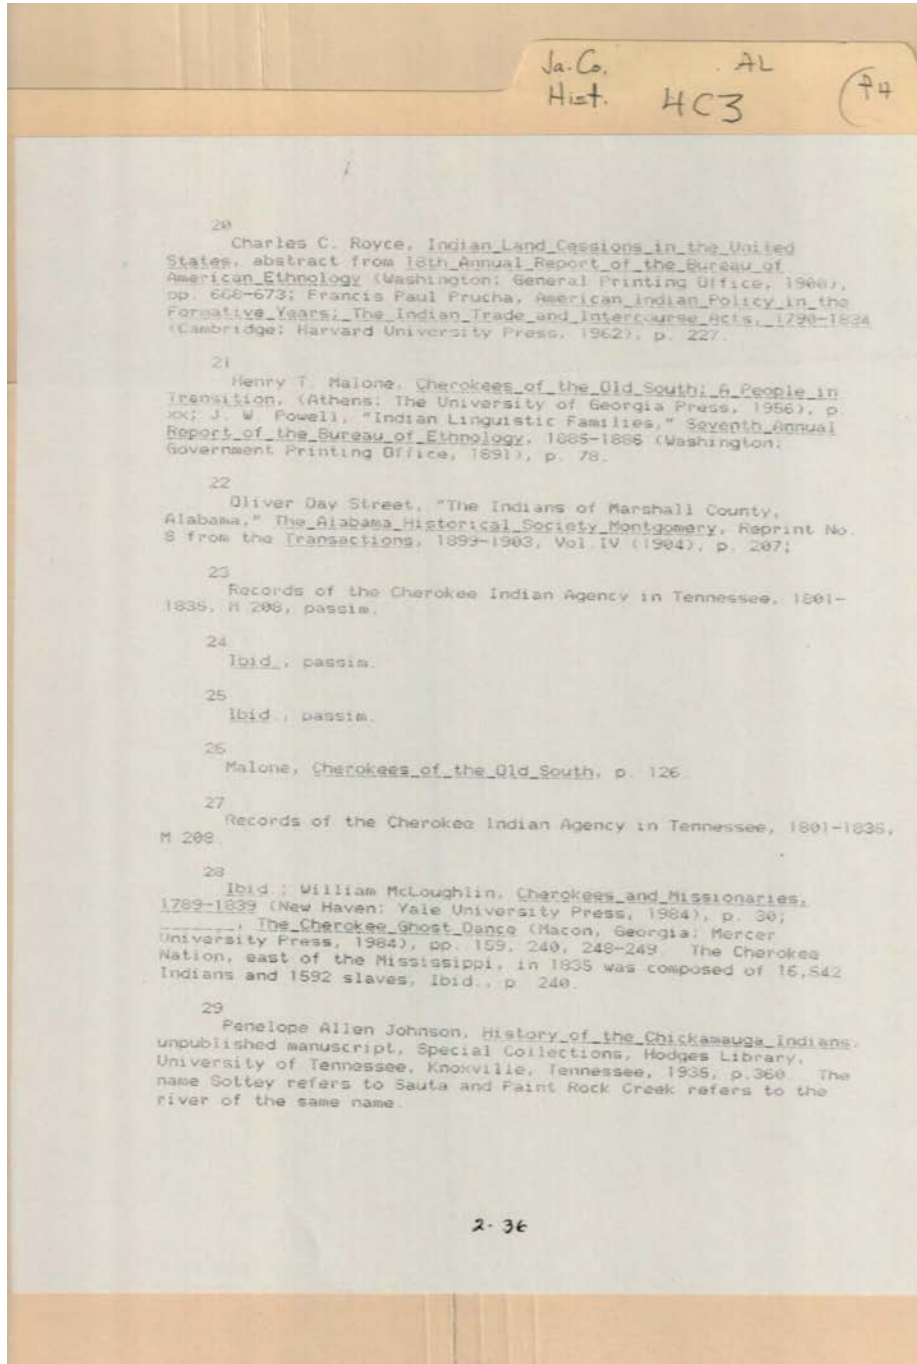 Ja. Co. AL
Hist. 4C3 P4
20
Charles C. Royce, Indian Land Cessions in the United
States, abstract from 18th Annual Report of the Bureau of
American Ethnology (Washington: General Printing Office, 1900),
pp. 668-673; Francis Paul Prucha, American Indian Policy in the
Formative Years; The Indian Trade and Intercourse Acts, 1790-1834
(Cambridge: Harvard University Press, 1962), p. 227.
21
Henry T. Malone, Cherokees of the Old South: A People in
Transition, (Athens: The University of Georgia Press, 1956), p.
xx; J. W. Powell, "Indian Linguistic Families," Seventh Annual
Report of the Bureau of Ethnology, 1885-1886 (Washington:
Government Printing Office, 1891), p. 78.
22
Oliver Day Street, "The Indians of Marshall County,
Alabama," The Alabama Historical Society Montgomery, Reprint No.
8 from the Transactions, 1899-1903, Vol.IV (1904), p. 207;
23
Records of the Cherokee Indian Agency in Tennessee, 1801-
1835, M 208, passim.
24
Ibid., passim.
25
Ibid., passim.
26
Malone, Cherokees of the Old South, p. 126.
27
Records of the Cherokee Indian Agency in Tennessee, 1801-1835,
M 208.
28
Ibid.; William McLoughlin, Cherokees and Missionaries,
1789-1839 (New Haven: Yale University Press, 1984), p. 30;
_______, The Cherokee Ghost Dance (Macon, Georgia: Mercer
University Press, 1984), pp. 159, 240, 248-249. The Cherokee
Nation, east of the Mississippi, in 1835 was composed of 16,542
Indians and 1592 slaves, Ibid., p. 240.
29
Penelope Allen Johnson, History of the Chickamauga Indians,
unpublished manuscript, Special Collections, Hodges Library,
University of Tennessee, Knoxville, Tennessee, 1935, p.360. The
name Sottey refers to Sauta and Paint Rock Creek refers to the
river of the same name.
2-36